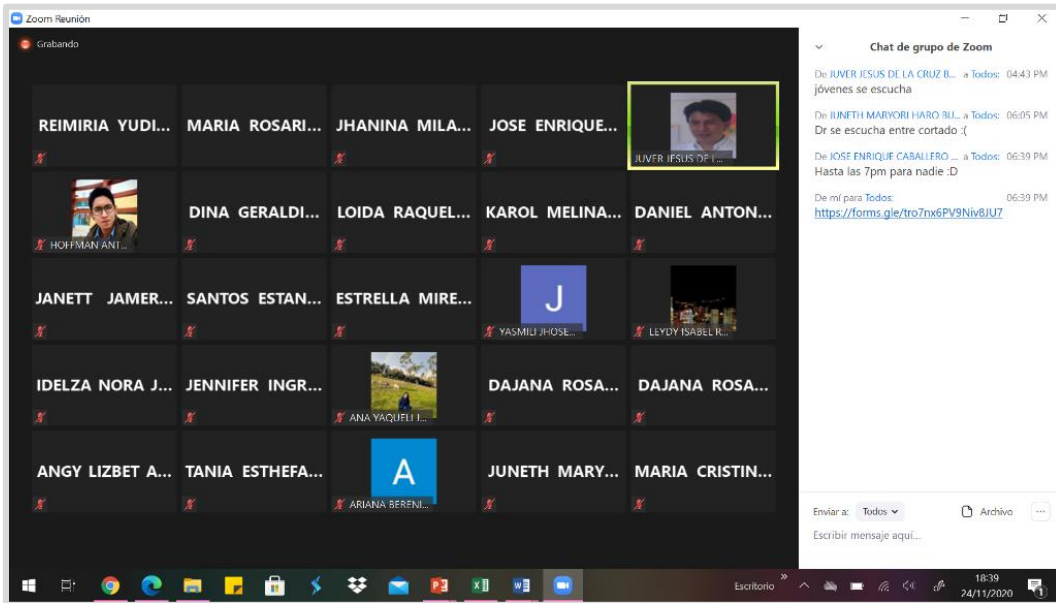 Zoom Reunión
Grabando
REIMIRIA YUDI... MARIA ROSARI... JHANINA MILA... JOSE ENRIQUE... JUVER JESUS DE L...
HOFFMAN ANT... DINA GERALDI... LOIDA RAQUEL... KAROL MELINA... DANIEL ANTON...
JANETT JAMER... SANTOS ESTAN... ESTRELLA MIRE... J YASMILI JHOSE... LEYDY ISABEL R...
IDELZA NORA J... JENNIFER INGR... ANA YAQUELI J... DAJANA ROSA... DAJANA ROSA...
ANGY LIZBET A... TANIA ESTHEFA... A ARIANA BERENI... JUNETH MARY... MARIA CRISTIN...
Chat de grupo de Zoom
De JUVER JESUS DE LA CRUZ B... a Todos: 04:43 PM
jóvenes se escucha
De JUNETH MARYORI HARO BU... a Todos: 06:05 PM
Dr se escucha entre cortado :(
De JOSE ENRIQUE CABALLERO ... a Todos: 06:39 PM
Hasta las 7pm para nadie :D
De mí para Todos: 06:39 PM
https://forms.gle/tro7nx6PV9Niv8JU7
Enviar a: Todos Archivo ...
Escribir mensaje aquí...
Escritorio » 18:39
24/11/2020 1